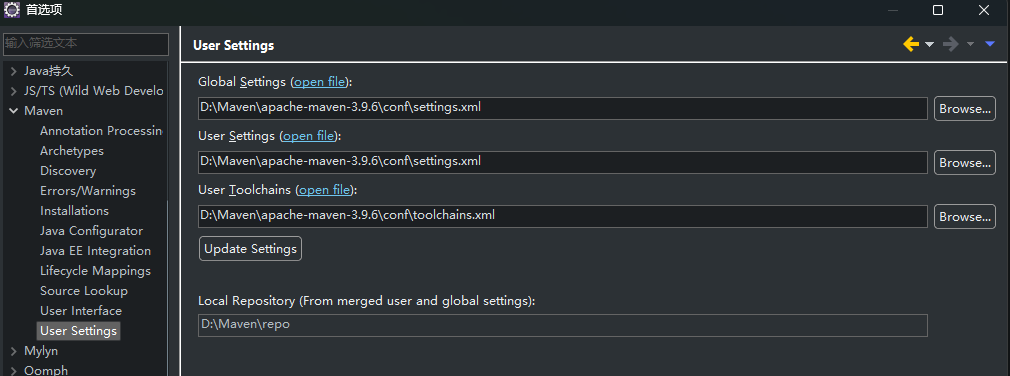 首选项
输入筛选文本
User Settings
Java持久
JS/TS (Wild Web Develo
Maven
Annotation Processin
Archetypes
Discovery
Errors/Warnings
Installations
Java Configurator
Java EE Integration
Lifecycle Mappings
Source Lookup
User Interface
User Settings
Mylyn
Oomph
Global Settings (open file):
D:\Maven\apache-maven-3.9.6\conf\settings.xml
Browse...
User Settings (open file):
D:\Maven\apache-maven-3.9.6\conf\settings.xml
Browse...
User Toolchains (open file):
D:\Maven\apache-maven-3.9.6\conf\toolchains.xml
Browse...
Update Settings
Local Repository (From merged user and global settings):
D:\Maven\repo